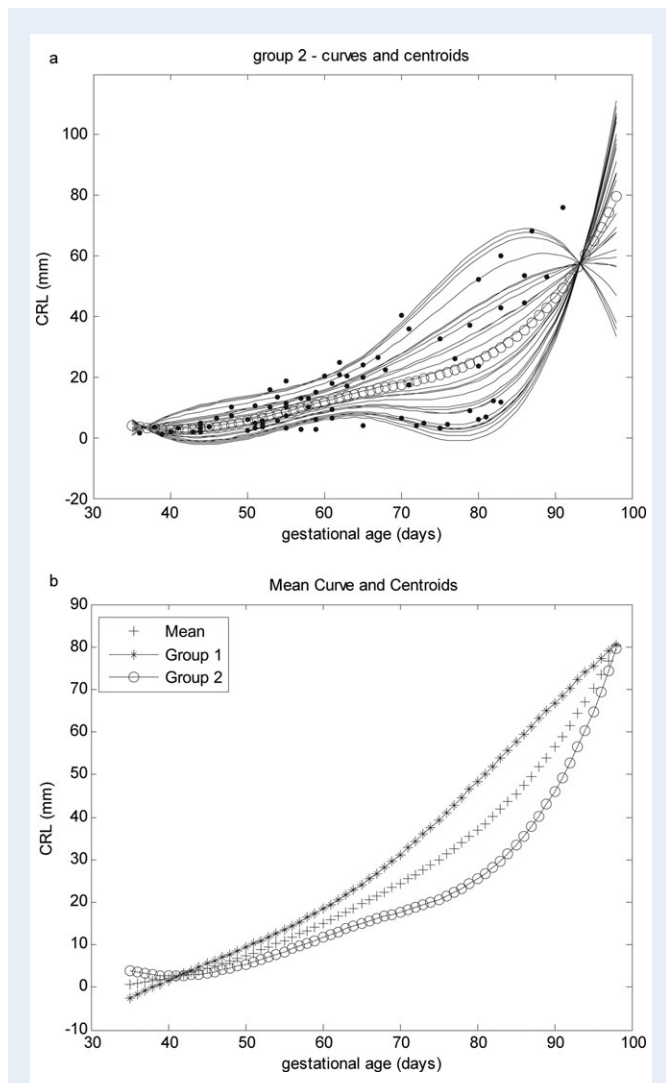 a
group 2 - curves and centroids
100
80
60
40
20
0
-20
CRL (mm)
30 40 50 60 70 80 90 100
gestational age (days)
b
Mean Curve and Centroids
90
80
70
60
50
40
30
20
10
0
-10
CRL (mm)
Mean
Group 1
Group 2
30 40 50 60 70 80 90 100
gestational age (days)